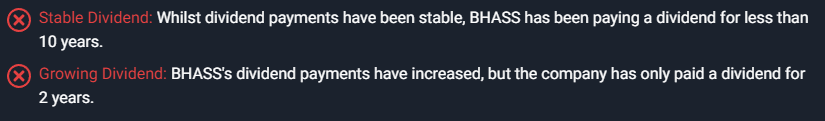 Stable Dividend: Whilst dividend payments have been stable, BHASS has been paying a dividend for less than
10 years.
Growing Dividend: BHASS's dividend payments have increased, but the company has only paid a dividend for
2 years.